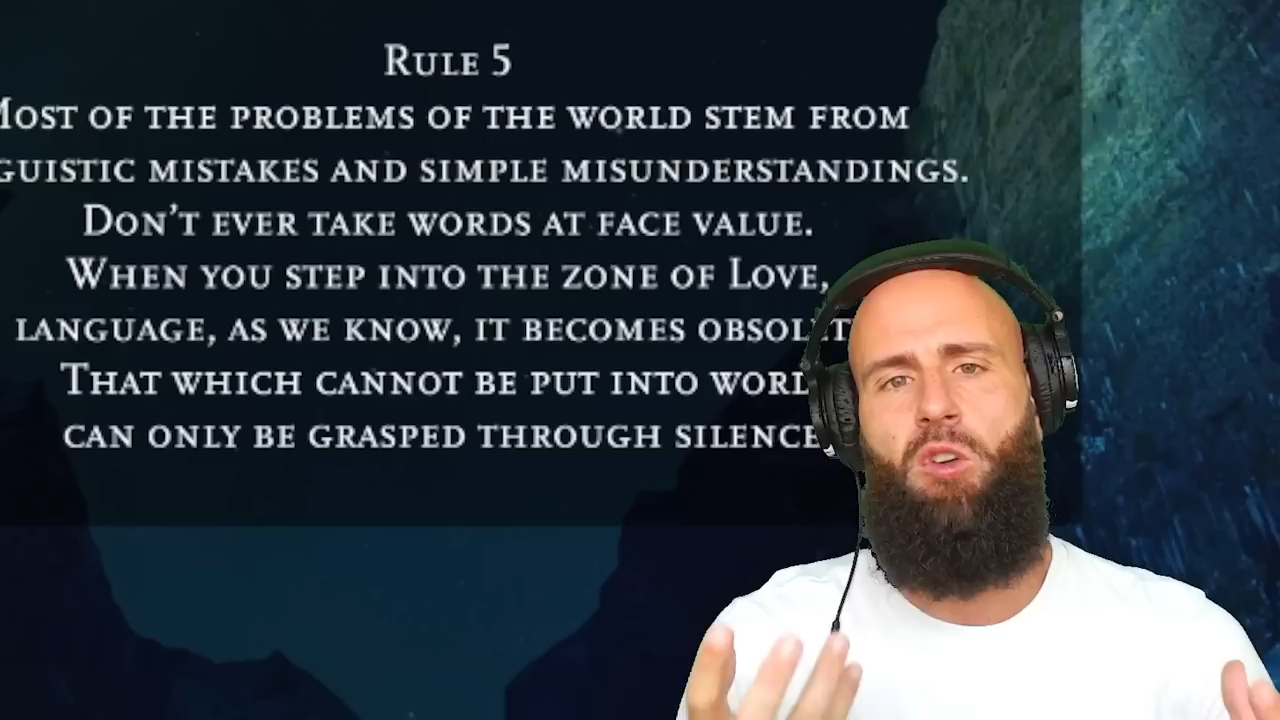 RULE 5
MOST OF THE PROBLEMS OF THE WORLD STEM FROM
GUISTIC MISTAKES AND SIMPLE MISUNDERSTANDINGS.
DON'T EVER TAKE WORDS AT FACE VALUE.
WHEN YOU STEP INTO THE ZONE OF LOVE,
LANGUAGE, AS WE KNOW, IT BECOMES OBSOLET
THAT WHICH CANNOT BE PUT INTO WORD
CAN ONLY BE GRASPED THROUGH SILENCE